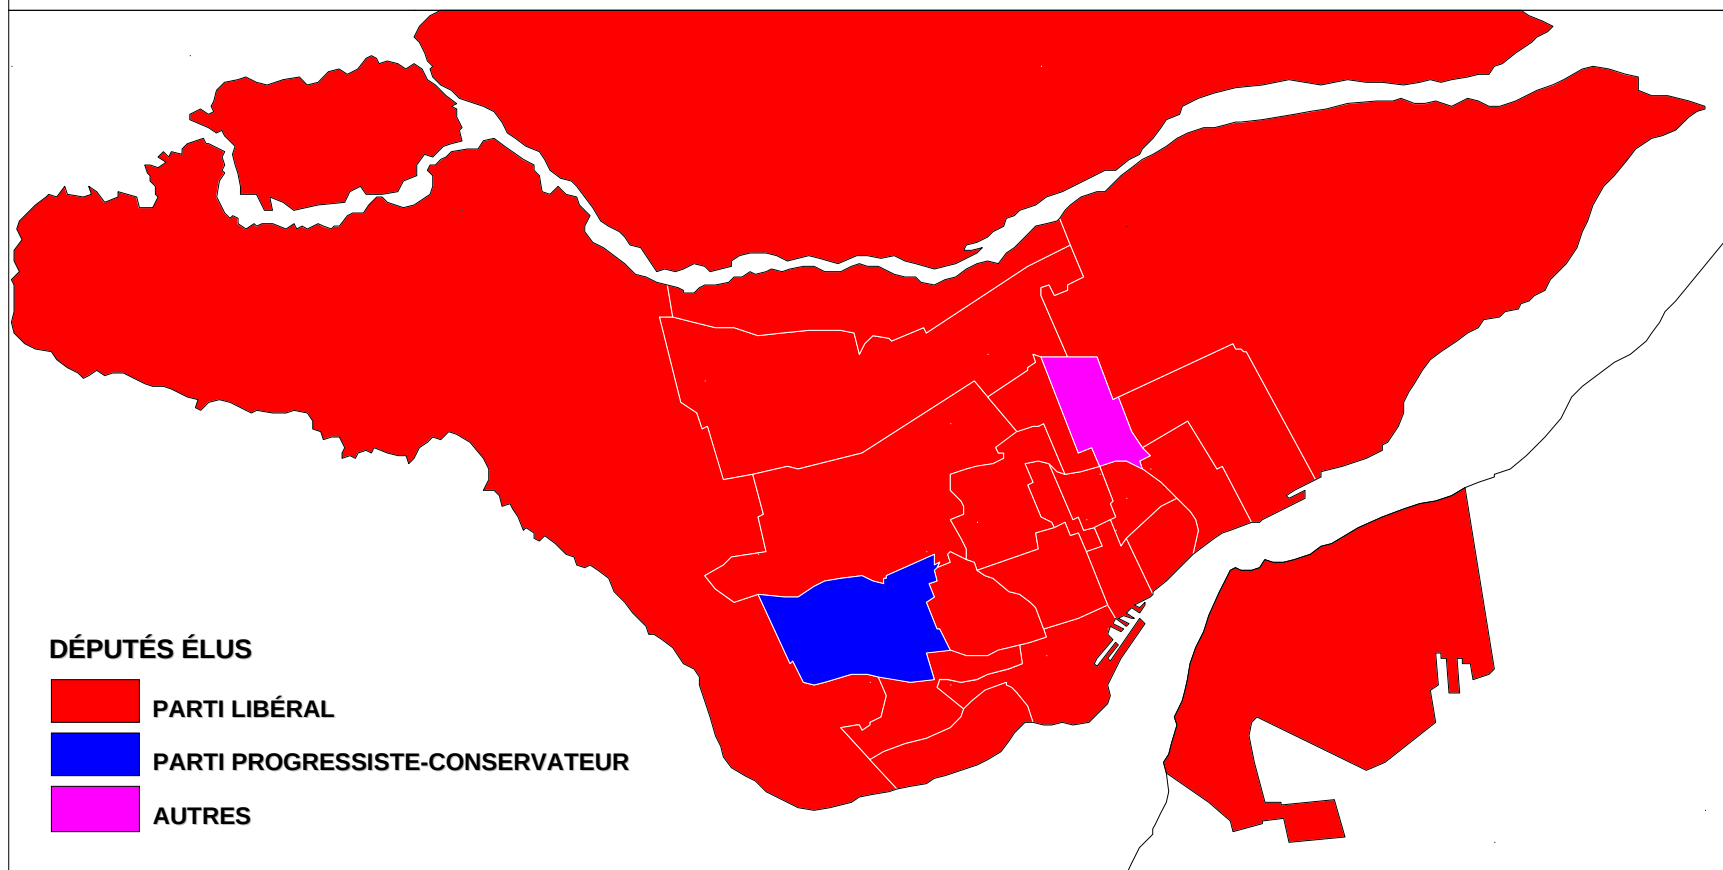 DÉPUTÉS ÉLUS
PARTI LIBÉRAL
PARTI PROGRESSISTE-CONSERVATEUR
AUTRES